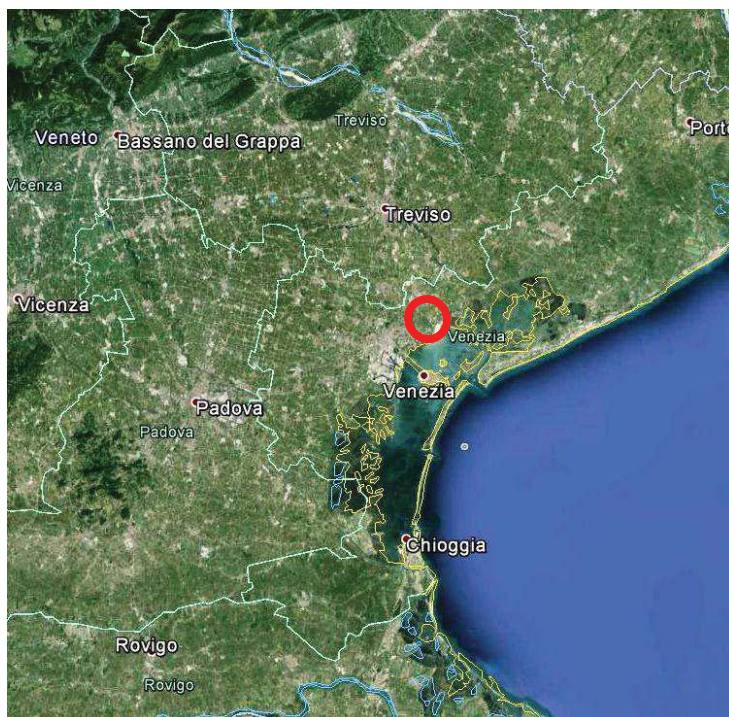 Treviso
Porto
Veneto
Bassano del Grappa
Vicenza
Treviso
Vicenza
Venezia
Venezia
Padova
Padova
Chioggia
Rovigo
Rovigo